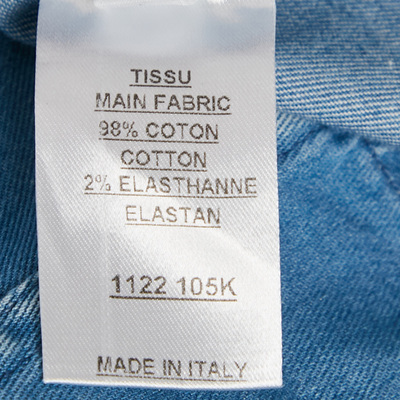 TISSU
MAIN FABRIC
98% COTON
COTTON
2% ELASTHANNE
ELASTAN
1122 105K
MADE IN ITALY